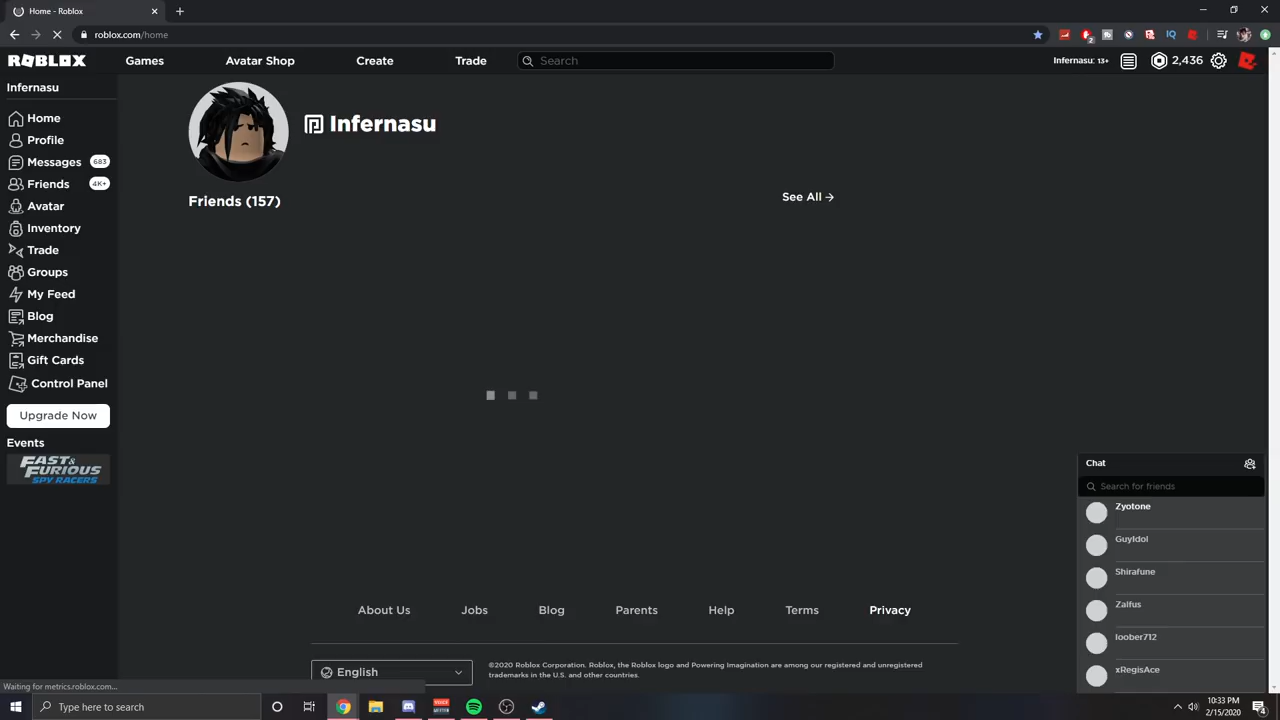 Home - Roblox
roblox.com/home
2
ROBLOX
Games
Avatar Shop
Create
Trade
Search
Infernasu: 13+
2,436
Infernasu
Home
Profile
Messages
683
Friends
4K+
Avatar
Inventory
Trade
Groups
My Feed
Blog
Merchandise
Gift Cards
Control Panel
Upgrade Now
Events
FAST &
FURIOUS
SPY RACERS
Infernasu
Friends (157)
See All
Chat
Search for friends
Zyotone
GuyIdol
Shirafune
Zalfus
loober712
xRegisAce
About Us
Jobs
Blog
Parents
Help
Terms
Privacy
English
©2020 Roblox Corporation. Roblox, the Roblox logo and Powering Imagination are among our registered and unregistered
trademarks in the U.S. and other countries.
Waiting for metrics.roblox.com...
Type here to search
10:33 PM
2/15/2020